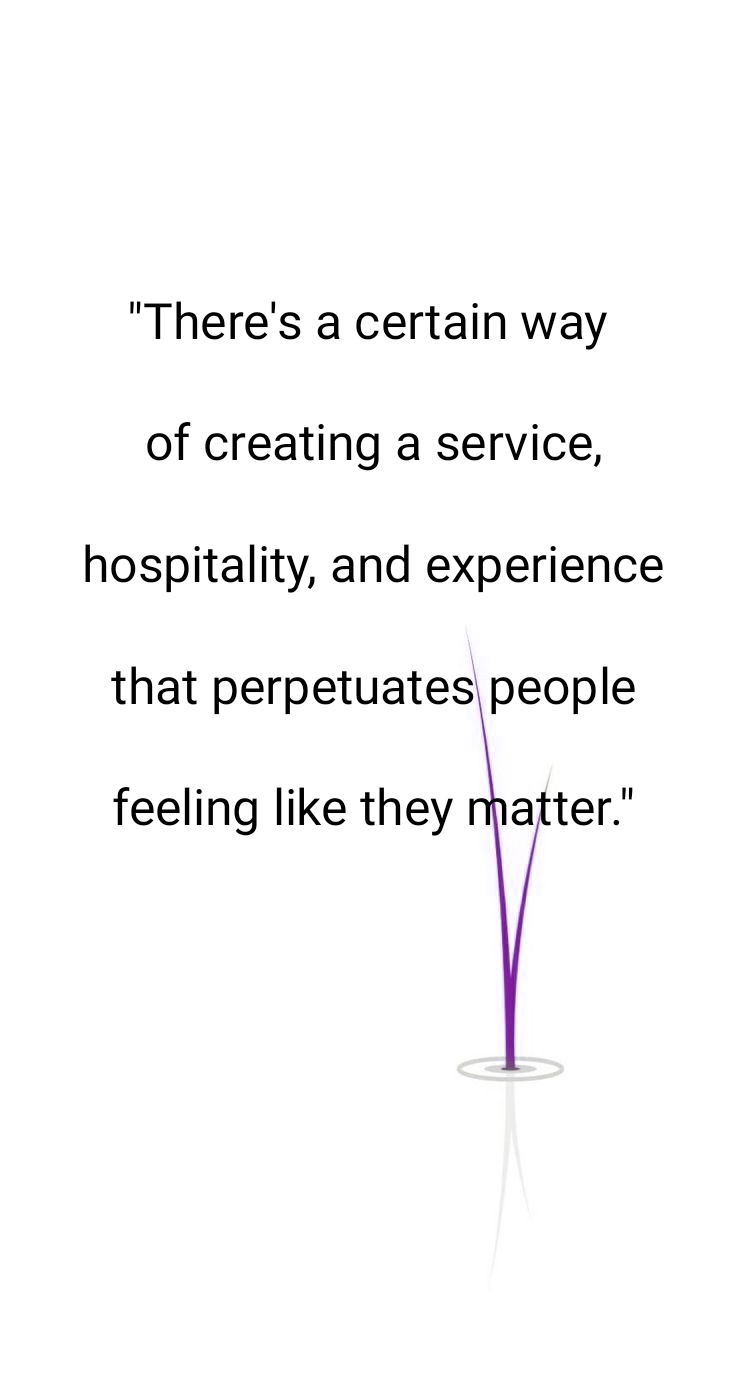 "There's a certain way
of creating a service,
hospitality, and experience
that perpetuates people
feeling like they matter."